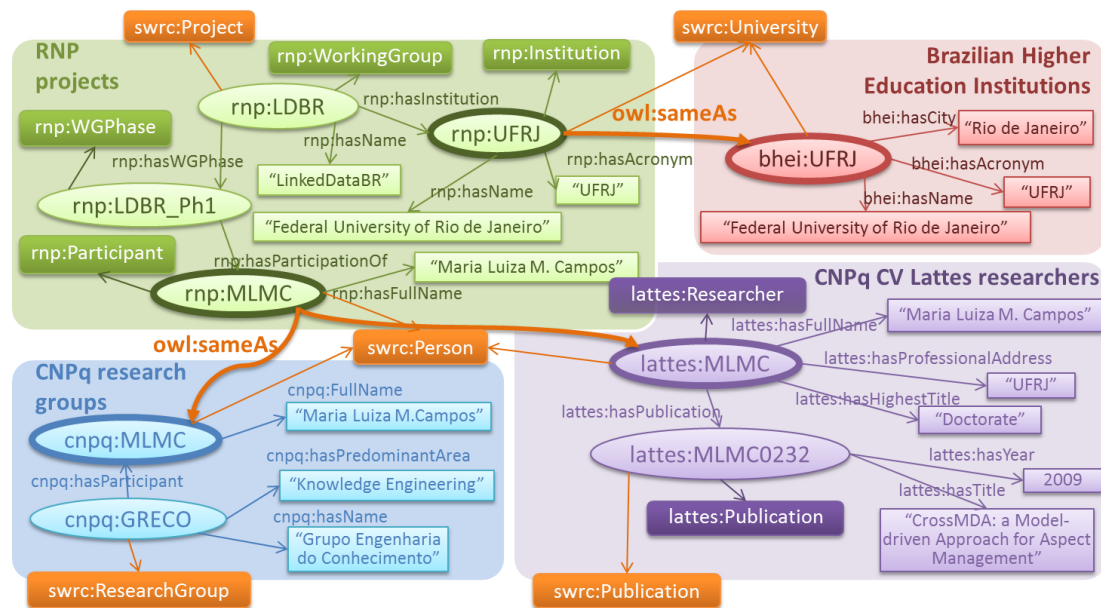 swrc:Project
swrc:University
RNP
projects
rnp:WorkingGroup
rnp:Institution
Brazilian Higher
Education Institutions
rnp:LDBR
rnp:hasInstitution
owl:sameAs
rnp:WGPhase
rnp:UFRJ
bhei:hasCity
"Rio de Janeiro"
rnp:hasName
rnp:hasAcronym
bhei:UFRJ
bhei:hasAcronym
rnp:hasWGPhase
"LinkedDataBR"
"UFRJ"
"UFRJ"
rnp:hasName
bhei:hasName
rnp:LDBR_Ph1
"Federal University of Rio de Janeiro"
"Federal University of Rio de Janeiro"
rnp:Participant
rnp:hasParticipationOf
"Maria Luiza M. Campos"
CNPq CV Lattes researchers
rnp:MLMC
rnp:hasFullName
lattes:Researcher
"Maria Luiza M. Campos"
lattes:hasFullName
owl:sameAs
swrc:Person
lattes:MLMC
lattes:hasProfessionalAddress
CNPq research
groups
cnpq:FullName
"UFRJ"
lattes:hasHighestTitle
"Maria Luiza M.Campos"
lattes:hasPublication
"Doctorate"
cnpq:MLMC
cnpq:hasPredominantArea
lattes:MLMC0232
lattes:hasYear
cnpq:hasParticipant
"Knowledge Engineering"
2009
lattes:hasTitle
cnpq:GRECO
cnpq:hasName
lattes:Publication
"CrossMDA: a Model-
driven Approach for Aspect
Management"
"Grupo Engenharia
do Conhecimento"
swrc:ResearchGroup
swrc:Publication